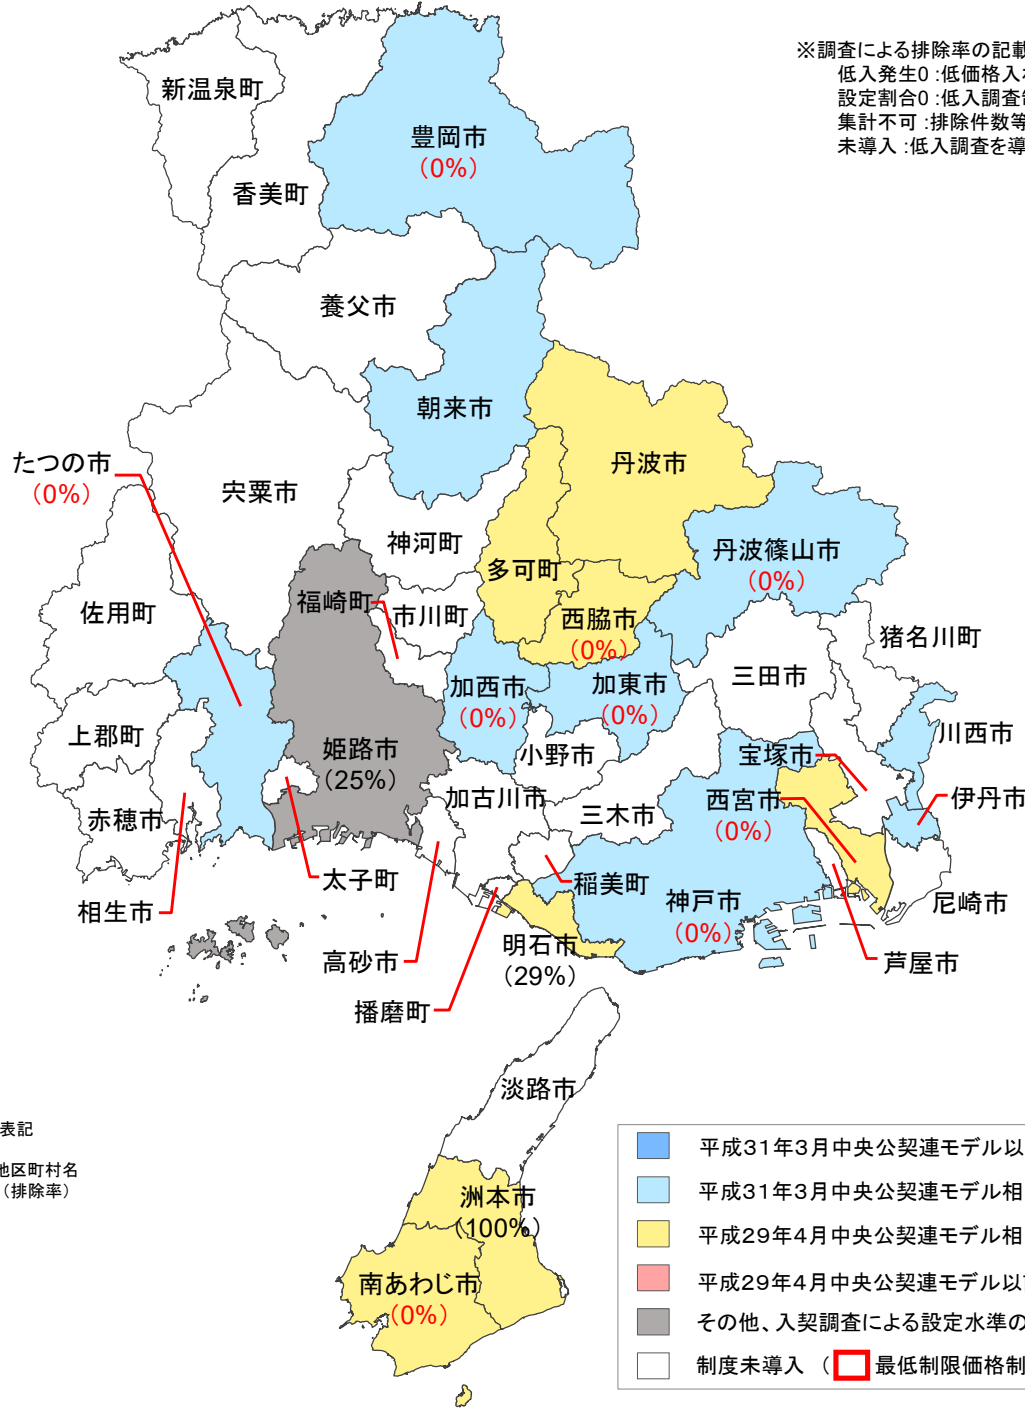 ※調査による排除率の記載
低入発生0:低価格入
設定割合0:低入調査
集計不可:排除件数等
未導入:低入調査を導
新温泉町
豊岡市
(0%)
香美町
養父市
朝来市
たつの市
(0%)
宍粟市
丹波市
神河町
多可町
丹波篠山市
(0%)
佐用町
福崎町
市川町
西脇市
(0%)
猪名川町
加西市
(0%)
加東市
(0%)
三田市
上郡町
姫路市
(25%)
小野市
宝塚市
川西市
赤穂市
加古川市
三木市
西宮市
(0%)
伊丹市
太子町
稲美町
神戸市
(0%)
尼崎市
相生市
高砂市
明石市
(29%)
芦屋市
播磨町
淡路市
表記
地区町村名
(排除率)
洲本市
(100%)
南あわじ市
(0%)
平成31年3月中央公契連モデル以
平成31年3月中央公契連モデル相
平成29年4月中央公契連モデル相
平成29年4月中央公契連モデル以
その他、入契調査による設定水準の
制度未導入 ( 最低制限価格制